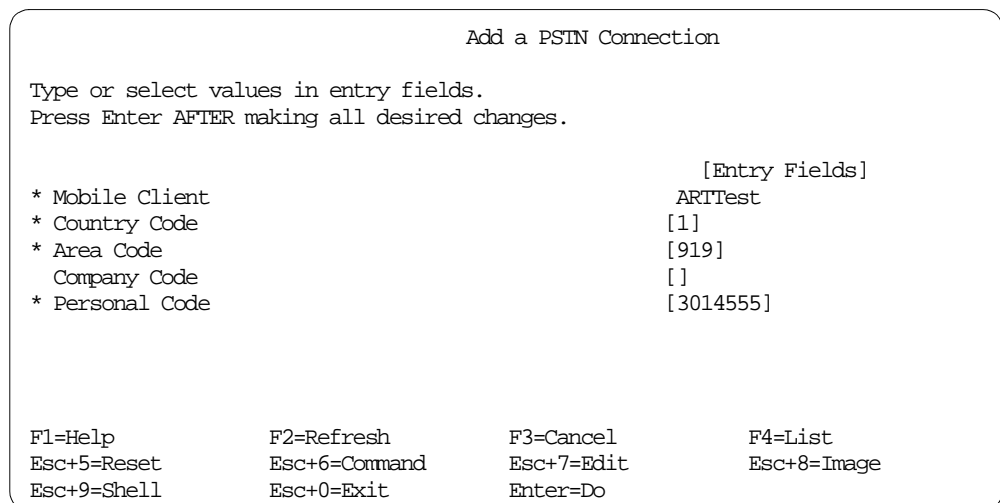 Add a PSTN Connection
Type or select values in entry fields.
Press Enter AFTER making all desired changes.
[Entry Fields]
* Mobile Client ARTTest
* Country Code [1]
* Area Code [919]
Company Code []
* Personal Code [3014555]
F1=Help F2=Refresh F3=Cancel F4=List
Esc+5=Reset Esc+6=Command Esc+7=Edit Esc+8=Image
Esc+9=Shell Esc+0=Exit Enter=Do